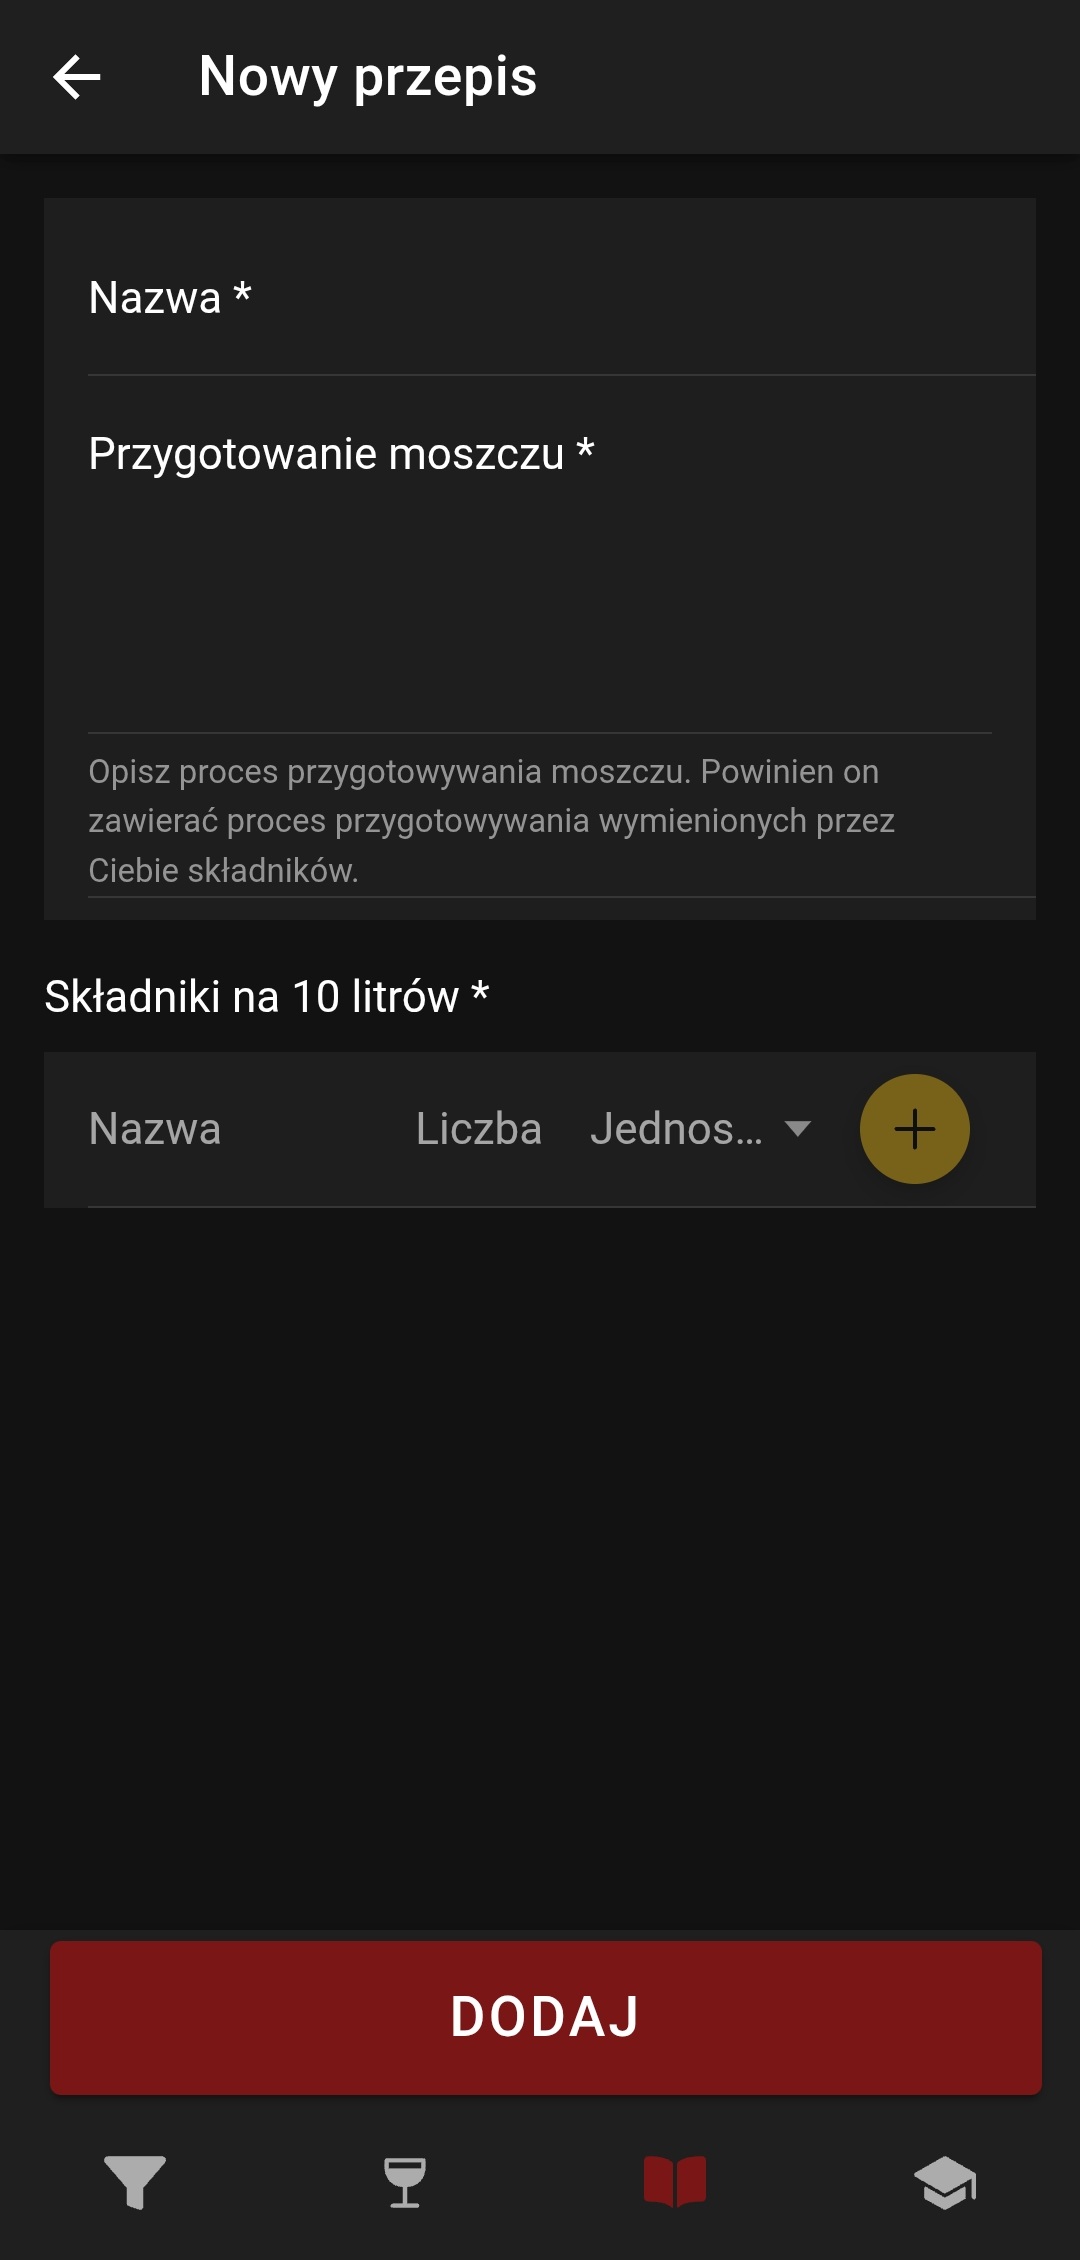 Nowy przepis
Nazwa *
Przygotowanie moszczu *
Opisz proces przygotowywania moszczu. Powinien on
zawierać proces przygotowywania wymienionych przez
Ciebie składników.
Składniki na 10 litrów *
Nazwa Liczba Jednos...
DODAJ